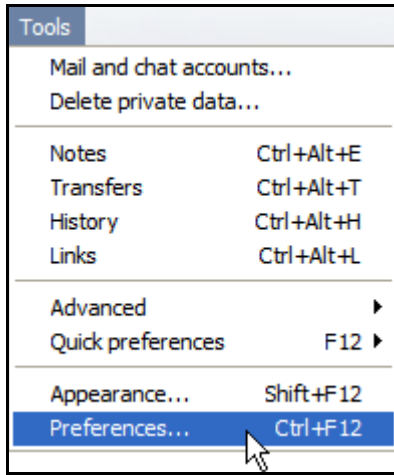 Tools
Mail and chat accounts...
Delete private data...
Notes Ctrl+Alt+E
Transfers Ctrl+Alt+T
History Ctrl+Alt+H
Links Ctrl+Alt+L
Advanced
Quick preferences F12
Appearance... Shift+F12
Preferences... Ctrl+F12